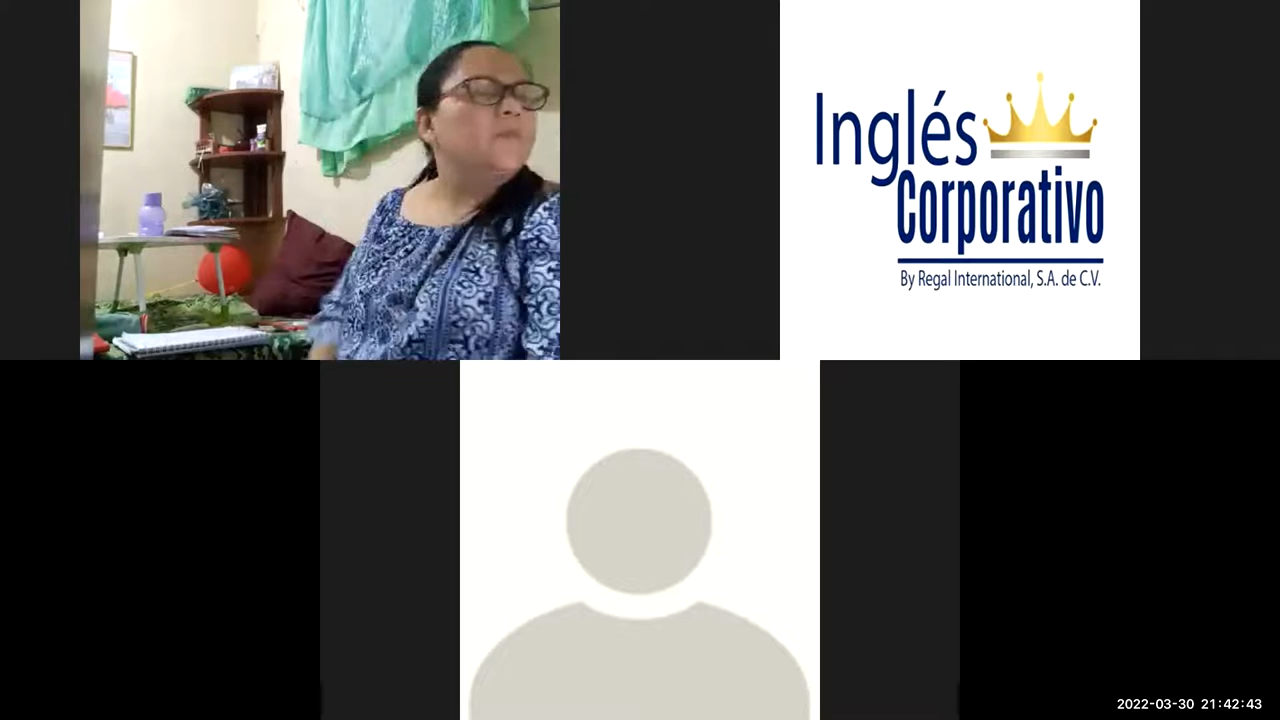 Inglés
Corporativo
By Regal International, S.A. de C.V.
2022-03-30 21:42:43